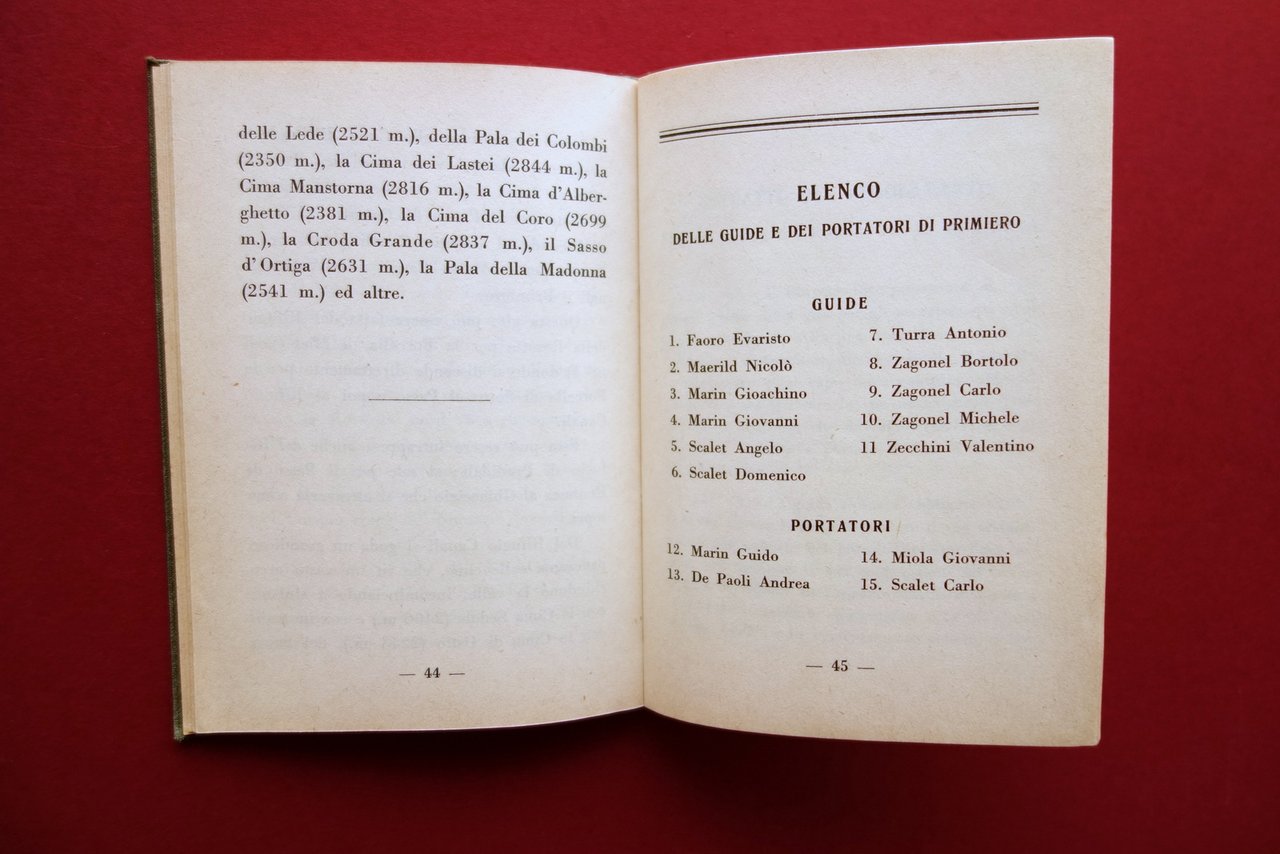 delle Lede (2521 m.), della Pala dei Colombi
(2350 m.), la Cima dei Lastei (2844 m.), la
Cima Manstorna (2816 m.), la Cima d'Alber-
ghetto (2381 m.), la Cima del Coro (2699
m.), la Croda Grande (2837 m.), il Sasso
d'Ortiga (2631 m.), la Pala della Madonna
(2541 m.) ed altre.
— 44 —
ELENCO
DELLE GUIDE E DEI PORTATORI DI PRIMIERO
GUIDE
1. Faoro Evaristo
2. Maerild Nicolò
3. Marin Gioachino
4. Marin Giovanni
5. Scalet Angelo
6. Scalet Domenico
7. Turra Antonio
8. Zagonel Bortolo
9. Zagonel Carlo
10. Zagonel Michele
11 Zecchini Valentino
PORTATORI
12. Marin Guido
13. De Paoli Andrea
14. Miola Giovanni
15. Scalet Carlo
— 45 —